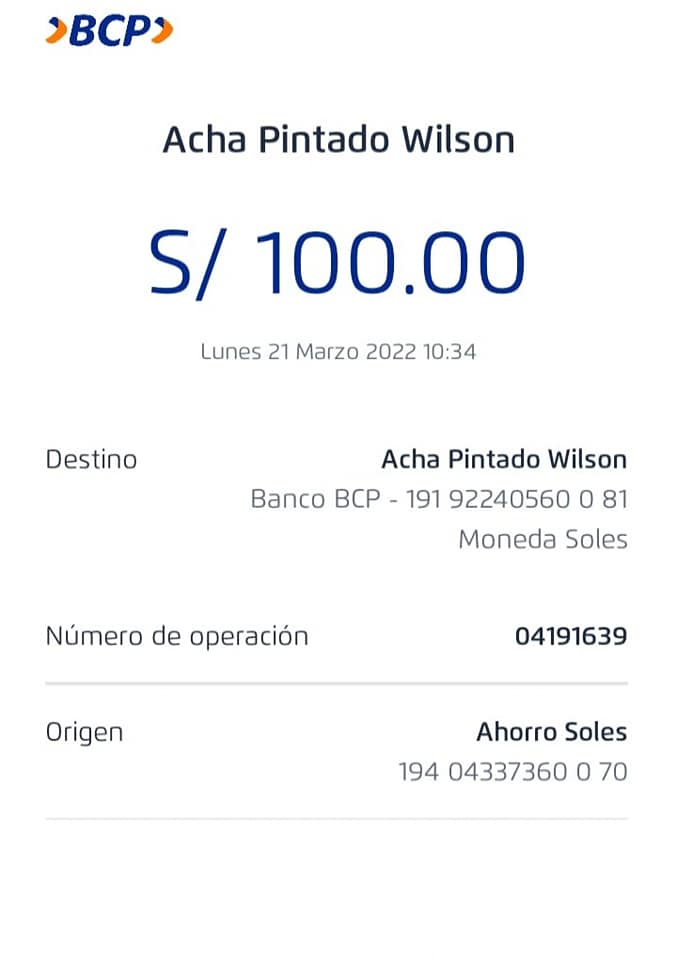 BCP
Acha Pintado Wilson
S/ 100.00
Lunes 21 Marzo 2022 10:34
Destino Acha Pintado Wilson
Banco BCP - 191 92240560 0 81
Moneda Soles
Número de operación 04191639
Origen Ahorro Soles
194 04337360 0 70